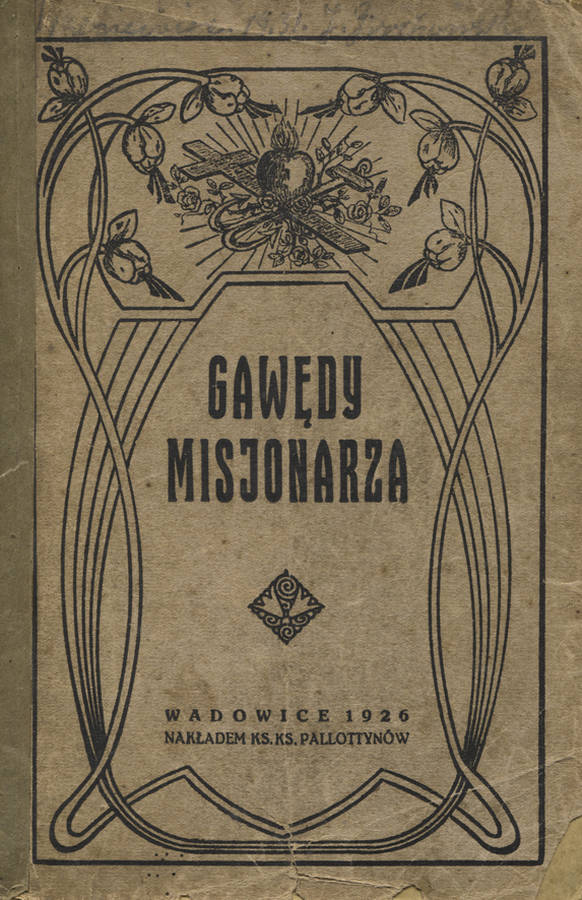 GAWĘDY
MISJONARZA
WADOWICE 1926
NAKŁADEM KS. KS. PALLOTTYNÓW